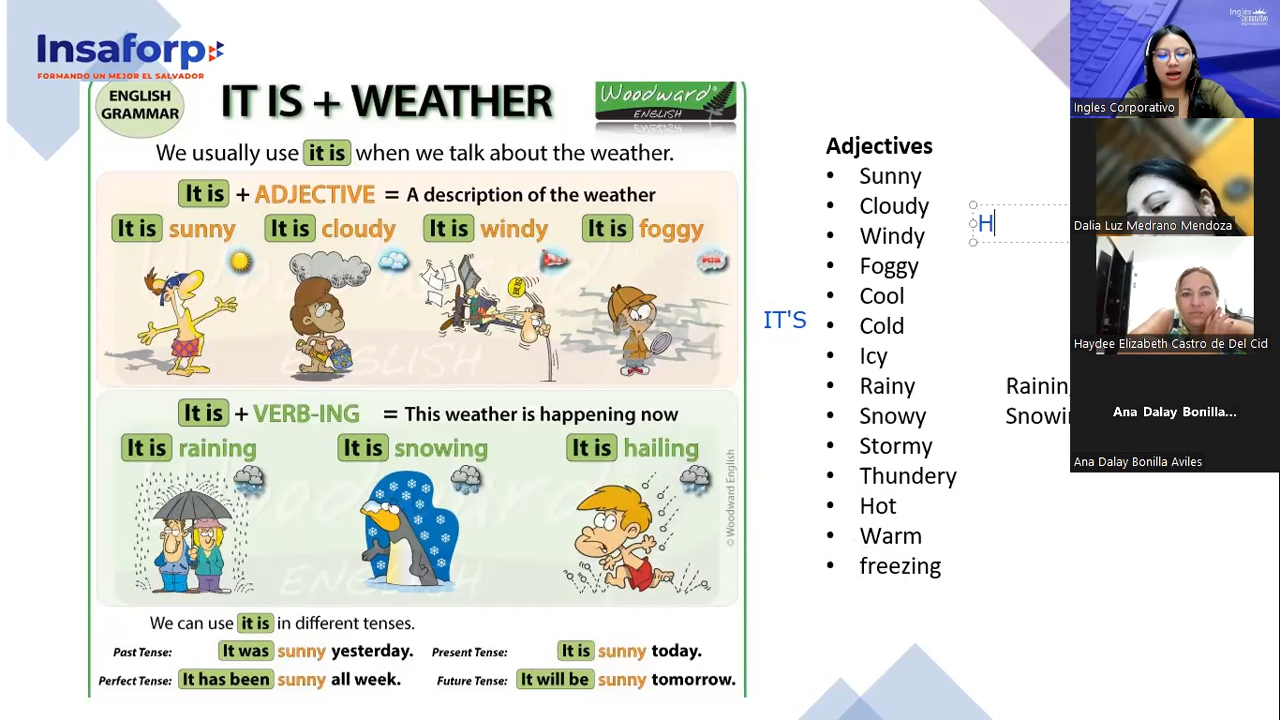 Insaforp
FORMANDO UN MEJOR EL SALVADOR
ENGLISH
GRAMMAR
IT IS + WEATHER
Woodward
ENGLISH
We usually use it is when we talk about the weather.
It is + ADJECTIVE = A description of the weather
It is sunny
It is cloudy
It is windy
It is foggy
It is + VERB-ING = This weather is happening now
It is raining
It is snowing
It is hailing
© Woodward English
We can use it is in different tenses.
Past Tense: It was sunny yesterday.
Present Tense: It is sunny today.
Perfect Tense: It has been sunny all week.
Future Tense: It will be sunny tomorrow.
IT'S
Adjectives
• Sunny
• Cloudy
• Windy
• Foggy
• Cool
• Cold
• Icy
• Rainy
• Snowy
• Stormy
• Thundery
• Hot
• Warm
• freezing
H
Rainin
Snowi
Ingles Corporativo
Dalia Luz Medrano Mendoza
Haydee Elizabeth Castro de Del Cid
Ana Dalay Bonilla...
Ana Dalay Bonilla Aviles